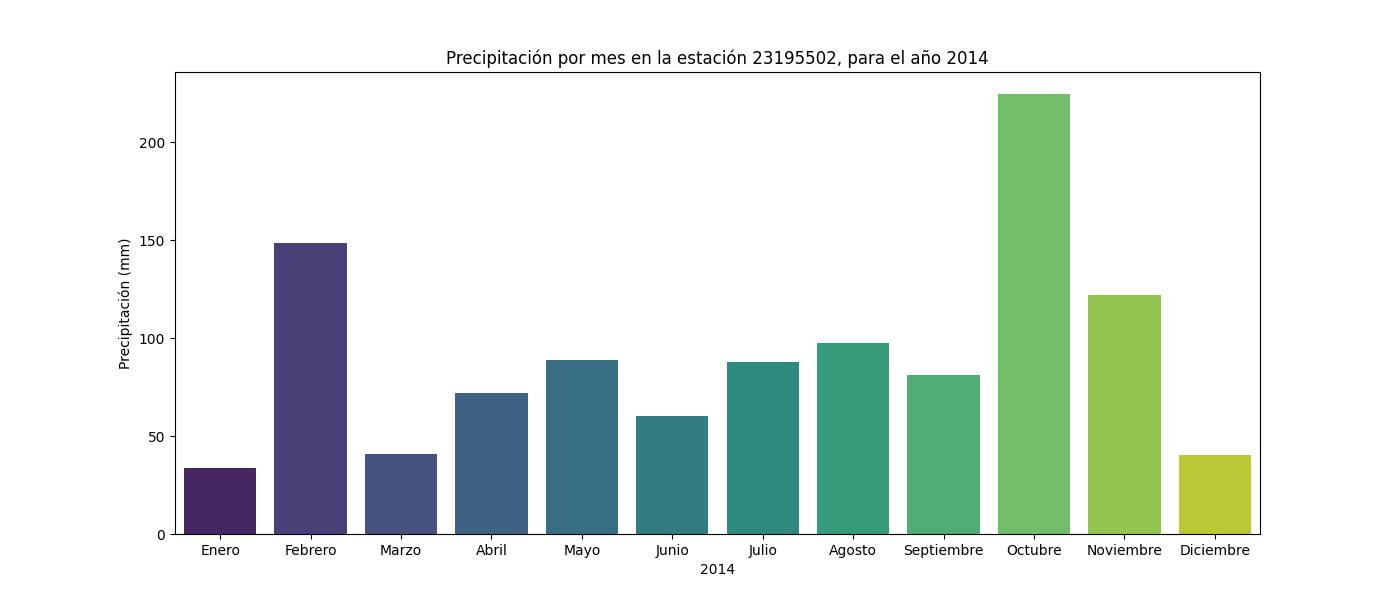 Precipitación por mes en la estación 23195502, para el año 2014
Precipitación (mm)
200
150
100
50
0
Enero Febrero Marzo Abril Mayo Junio Julio Agosto Septiembre Octubre Noviembre Diciembre
2014